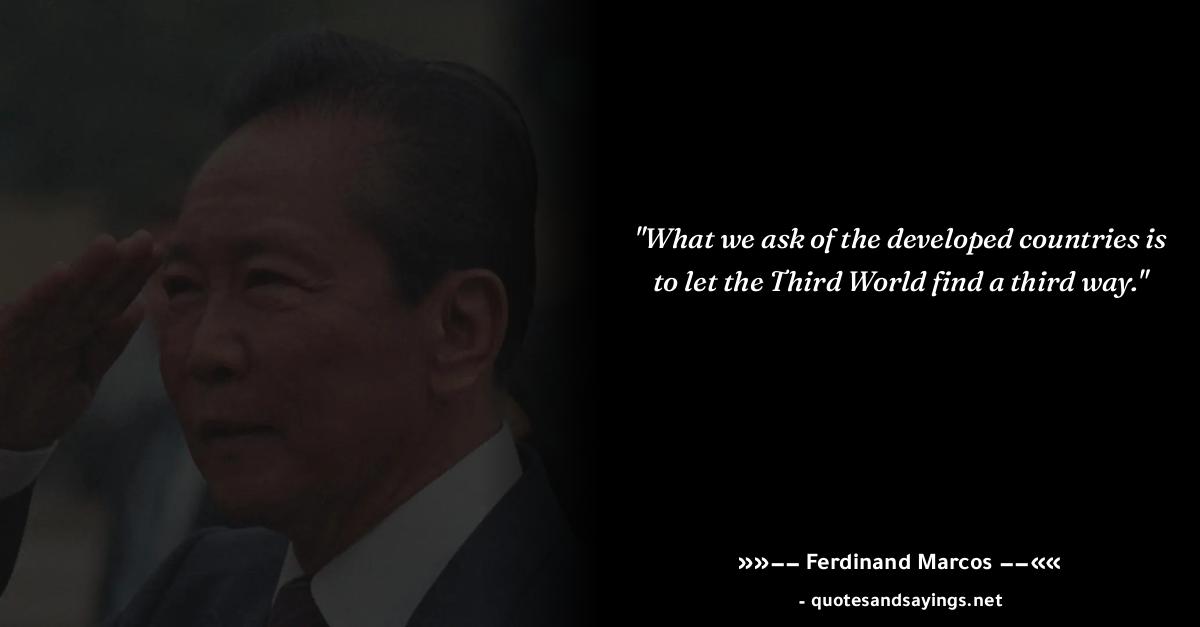 "What we ask of the developed countries is
to let the Third World find a third way."
»»−− Ferdinand Marcos −−««
- quotesandsayings.net